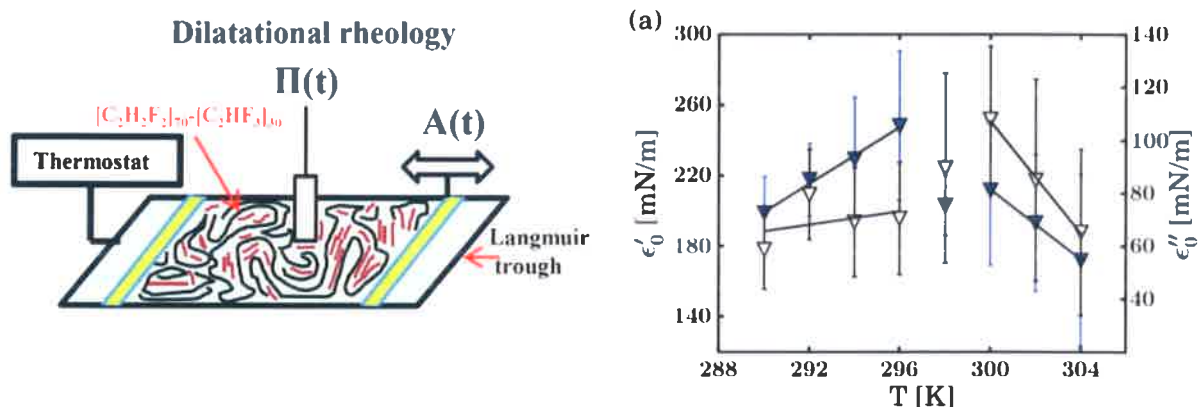 Dilatational rheology
Π(t)
[C₂H₂F₂]₇₀-[C₂HF₃]₃₀
A(t)
Thermostat
Langmuir
trough
(a)
300
260
220
180
140
ϵ′₀ [mN/m]
140
120
100
80
60
40
ϵ″₀ [mN/m]
288
292
296
300
304
T [K]